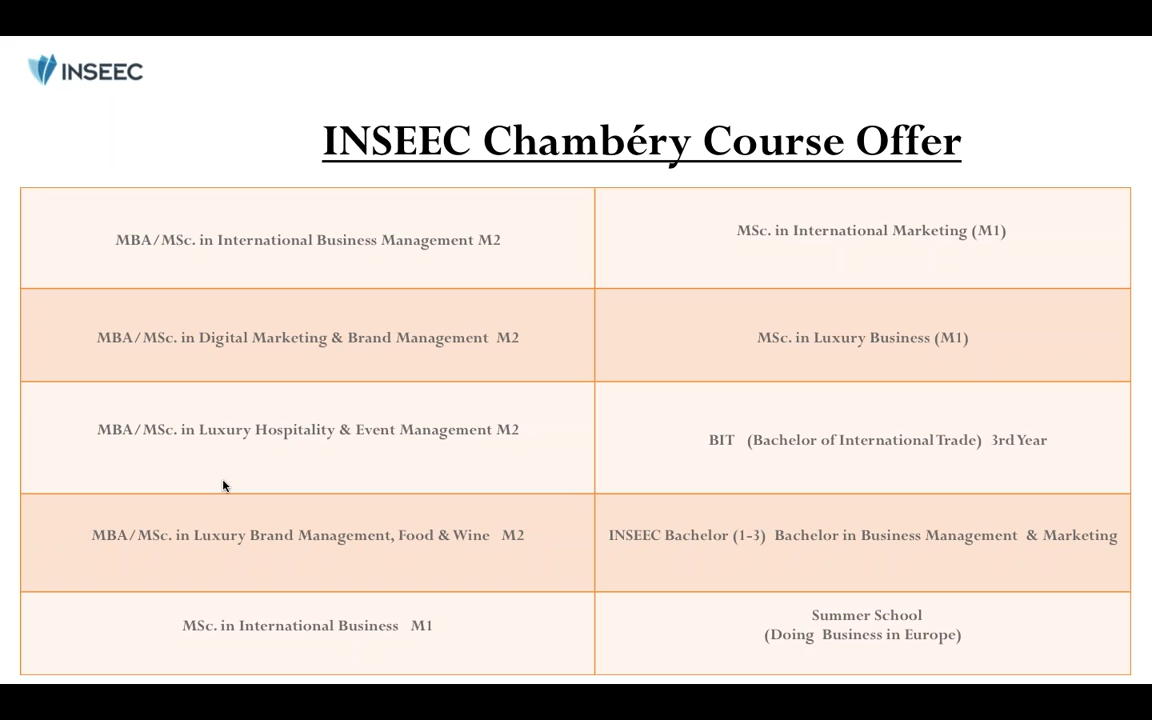 INSEEC
INSEEC Chambéry Course Offer
MBA/MSc. in International Business Management M2
MSc. in International Marketing (M1)
MBA/MSc. in Digital Marketing & Brand Management M2
MSc. in Luxury Business (M1)
MBA/MSc. in Luxury Hospitality & Event Management M2
BIT (Bachelor of International Trade) 3rd Year
MBA/MSc. in Luxury Brand Management, Food & Wine M2
INSEEC Bachelor (1-3) Bachelor in Business Management & Marketing
MSc. in International Business M1
Summer School
(Doing Business in Europe)